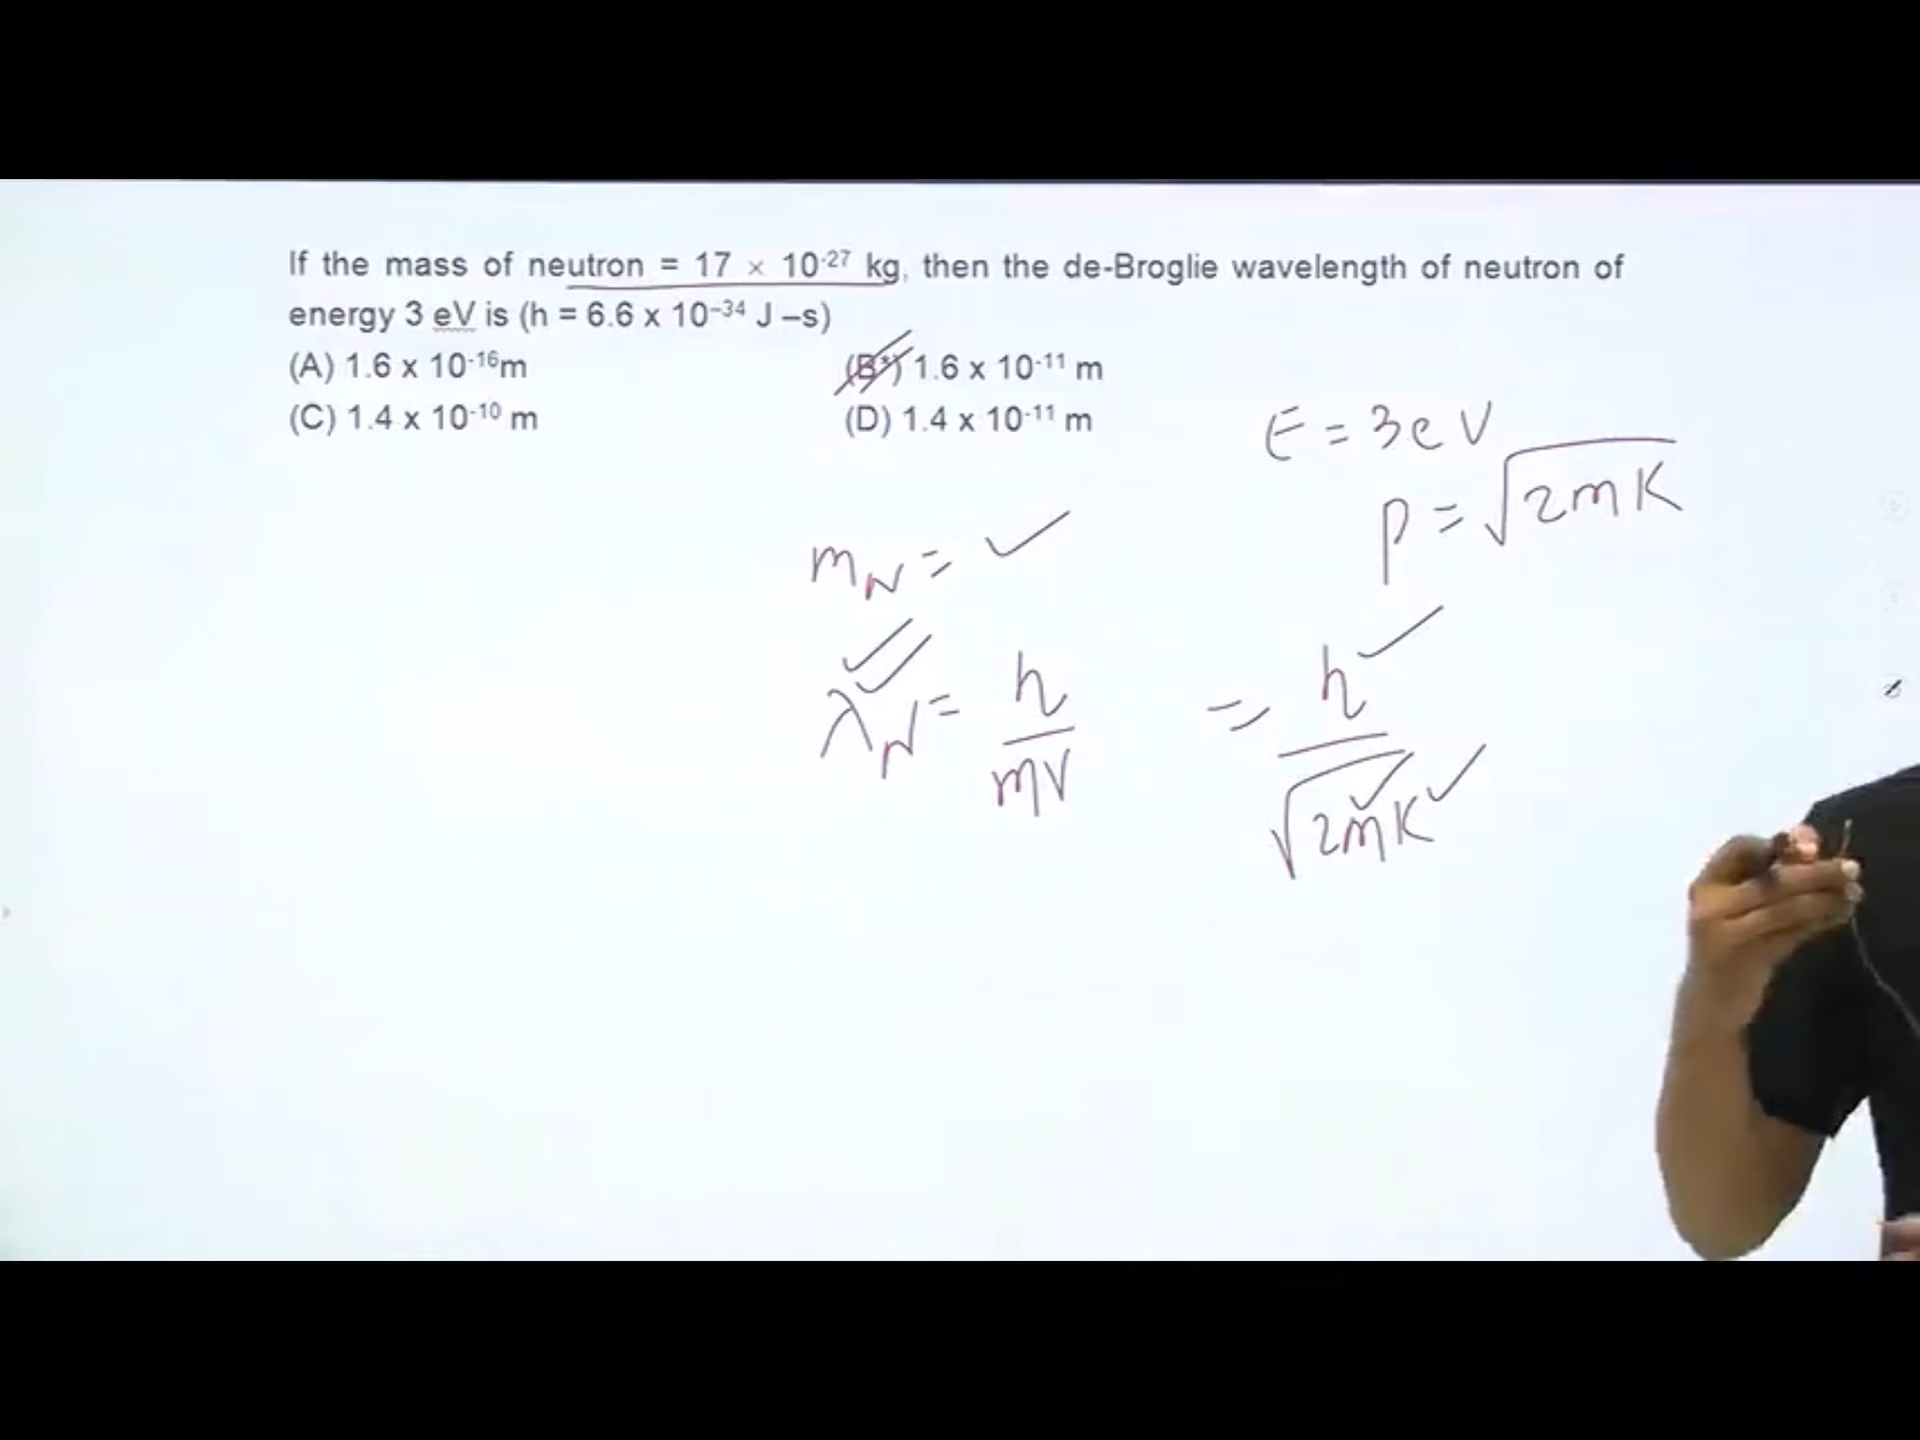 If the mass of neutron = 17 × 10⁻²⁷ kg, then the de-Broglie wavelength of neutron of
energy 3 eV is (h = 6.6 x 10⁻³⁴ J –s)
(A) 1.6 x 10⁻¹⁶m
(B*) 1.6 x 10⁻¹¹ m
(C) 1.4 x 10⁻¹⁰ m
(D) 1.4 x 10⁻¹¹ m
E = 3eV
p = √2mK
m_N = ✓
λ_N = h/mV = h/√2mK